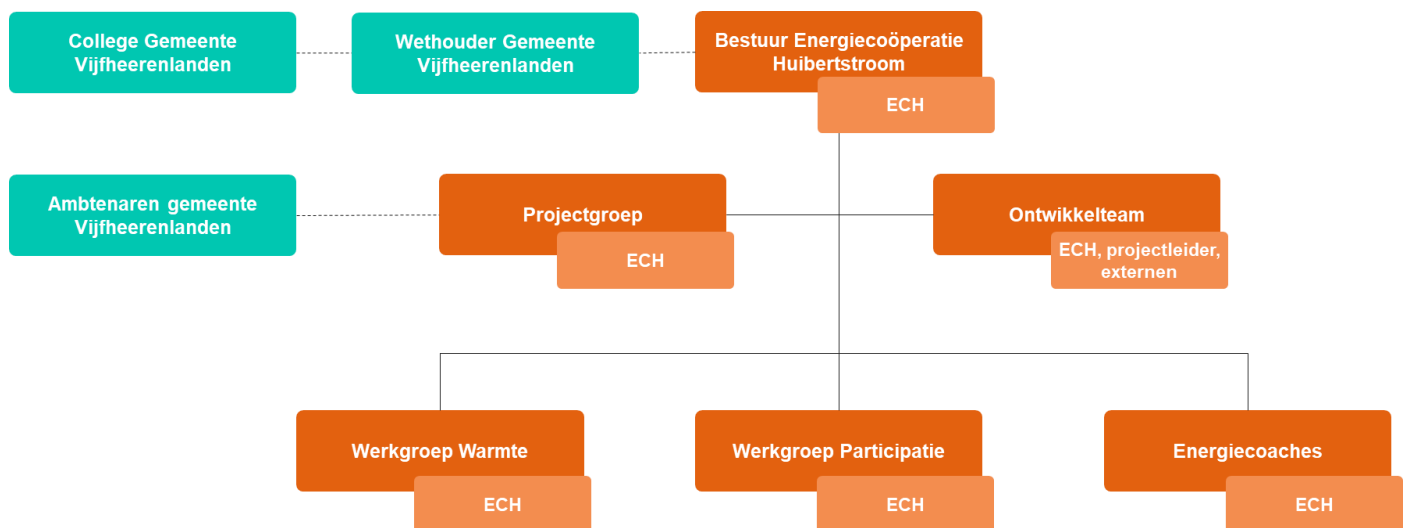 College Gemeente
Vijfheerenlanden
Wethouder Gemeente
Vijfheerenlanden
Bestuur Energiecoöperatie
Huibertstroom
ECH
Ambtenaren gemeente
Vijfheerenlanden
Projectgroep
ECH
Ontwikkelteam
ECH, projectleider,
externen
Werkgroep Warmte
ECH
Werkgroep Participatie
ECH
Energiecoaches
ECH